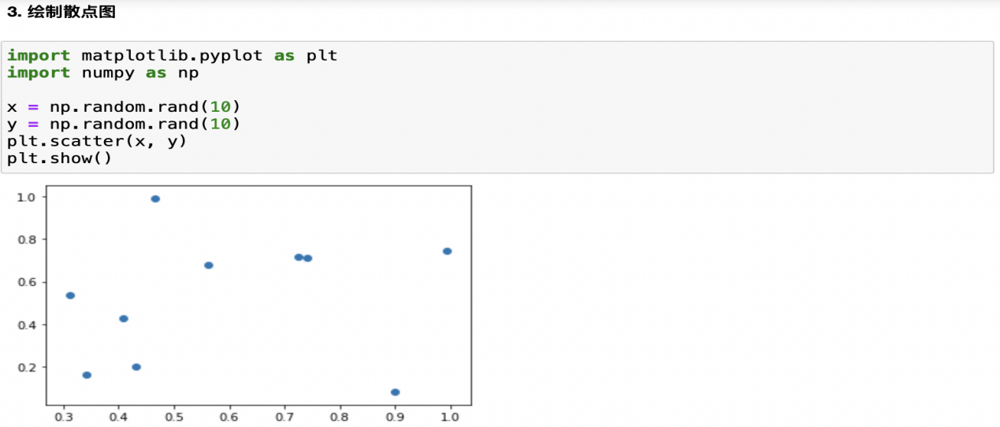 3. 绘制散点图
import matplotlib.pyplot as plt
import numpy as np
x = np.random.rand(10)
y = np.random.rand(10)
plt.scatter(x, y)
plt.show()
1.0
0.8
0.6
0.4
0.2
0.3 0.4 0.5 0.6 0.7 0.8 0.9 1.0